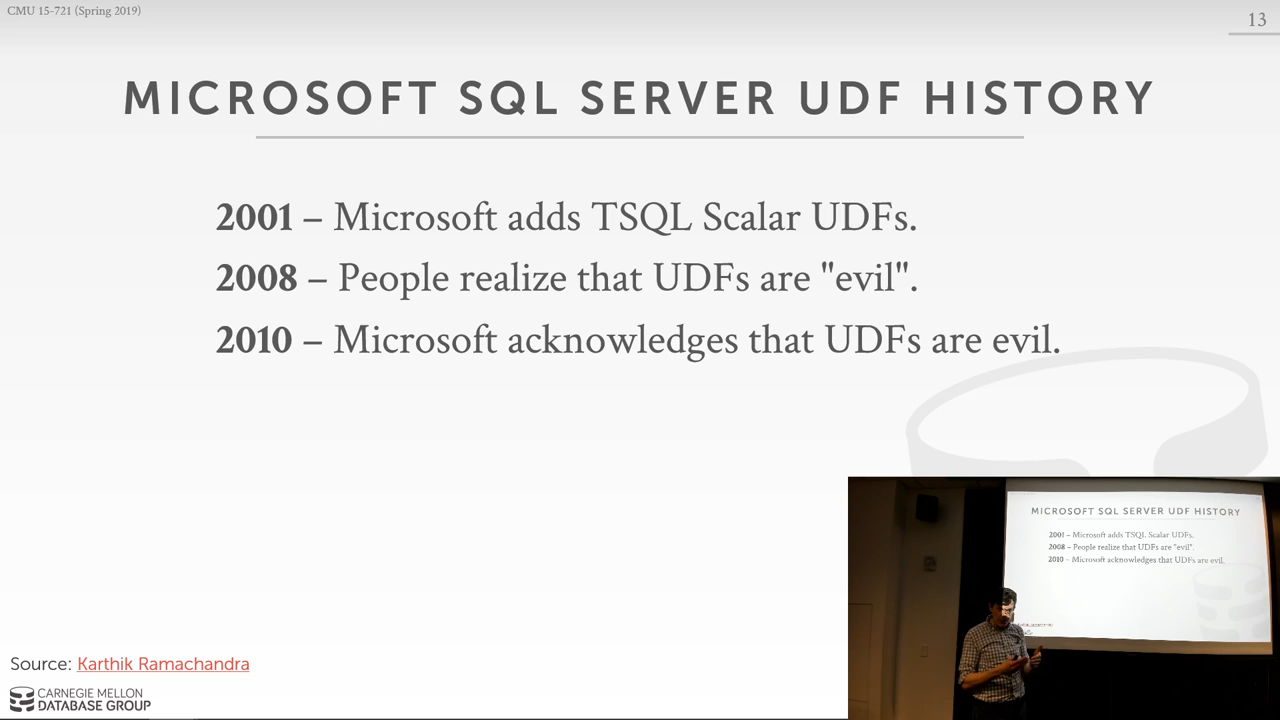 CMU 15-721 (Spring 2019)
13
MICROSOFT SQL SERVER UDF HISTORY
2001 – Microsoft adds TSQL Scalar UDFs.
2008 – People realize that UDFs are "evil".
2010 – Microsoft acknowledges that UDFs are evil.
Source: Karthik Ramachandra
CARNEGIE MELLON
DATABASE GROUP
MICROSOFT SQL SERVER UDF HISTORY
2001 – Microsoft adds TSQL Scalar UDFs.
2008 – People realize that UDFs are "evil".
2010 – Microsoft acknowledges that UDFs are evil.